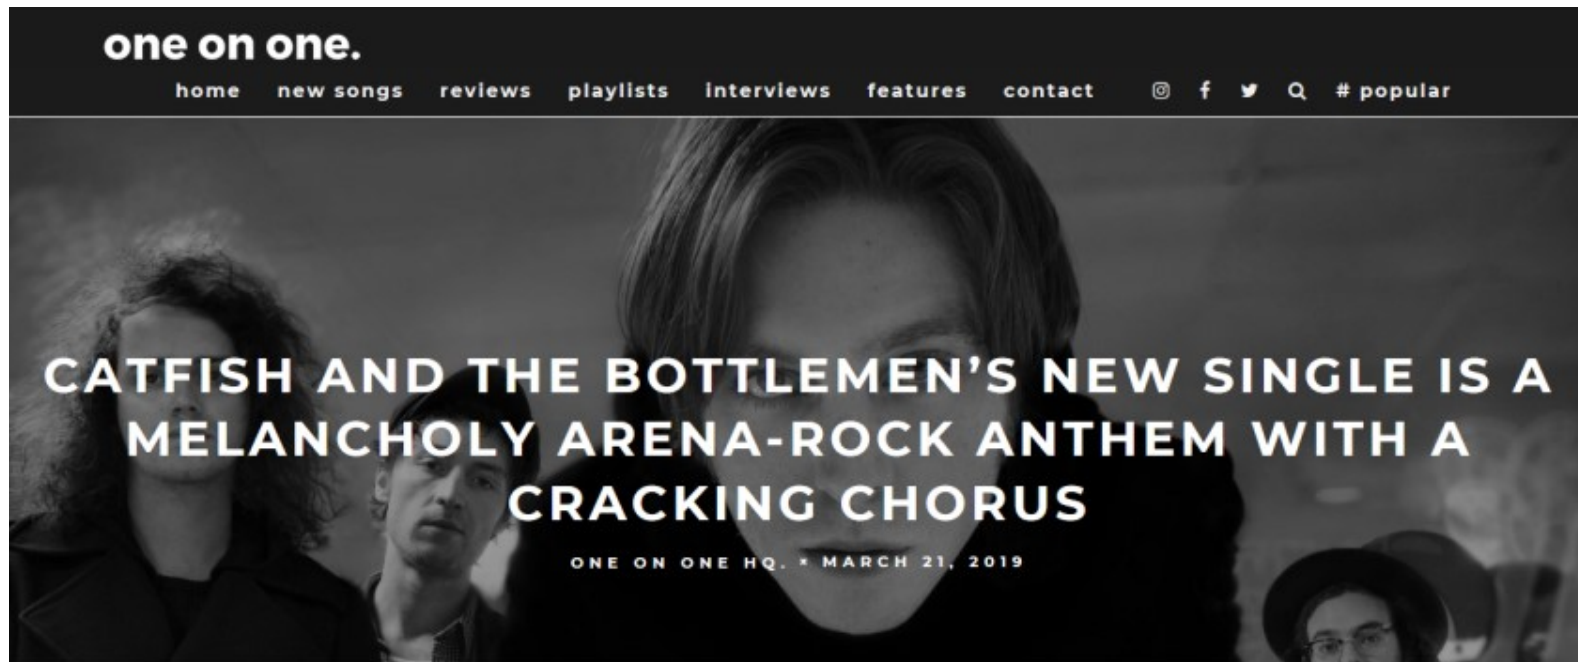 one on one.
home new songs reviews playlists interviews features contact # popular
CATFISH AND THE BOTTLEMEN’S NEW SINGLE IS A
MELANCHOLY ARENA-ROCK ANTHEM WITH A
CRACKING CHORUS
ONE ON ONE HQ. × MARCH 21, 2019